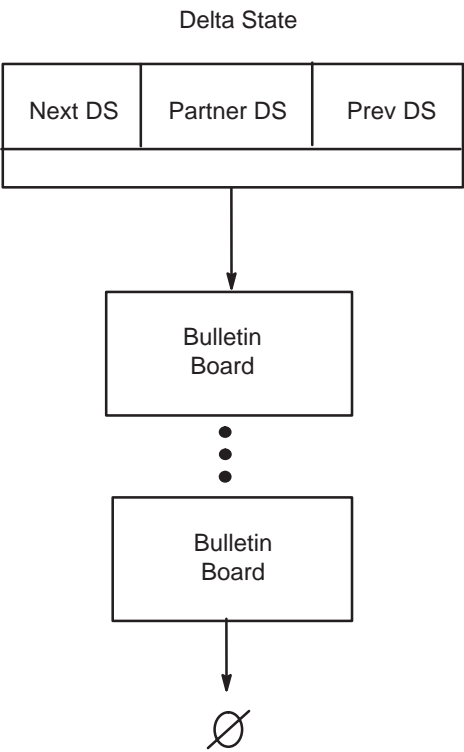 Delta State
Next DS
Partner DS
Prev DS
Bulletin
Board
Bulletin
Board
∅